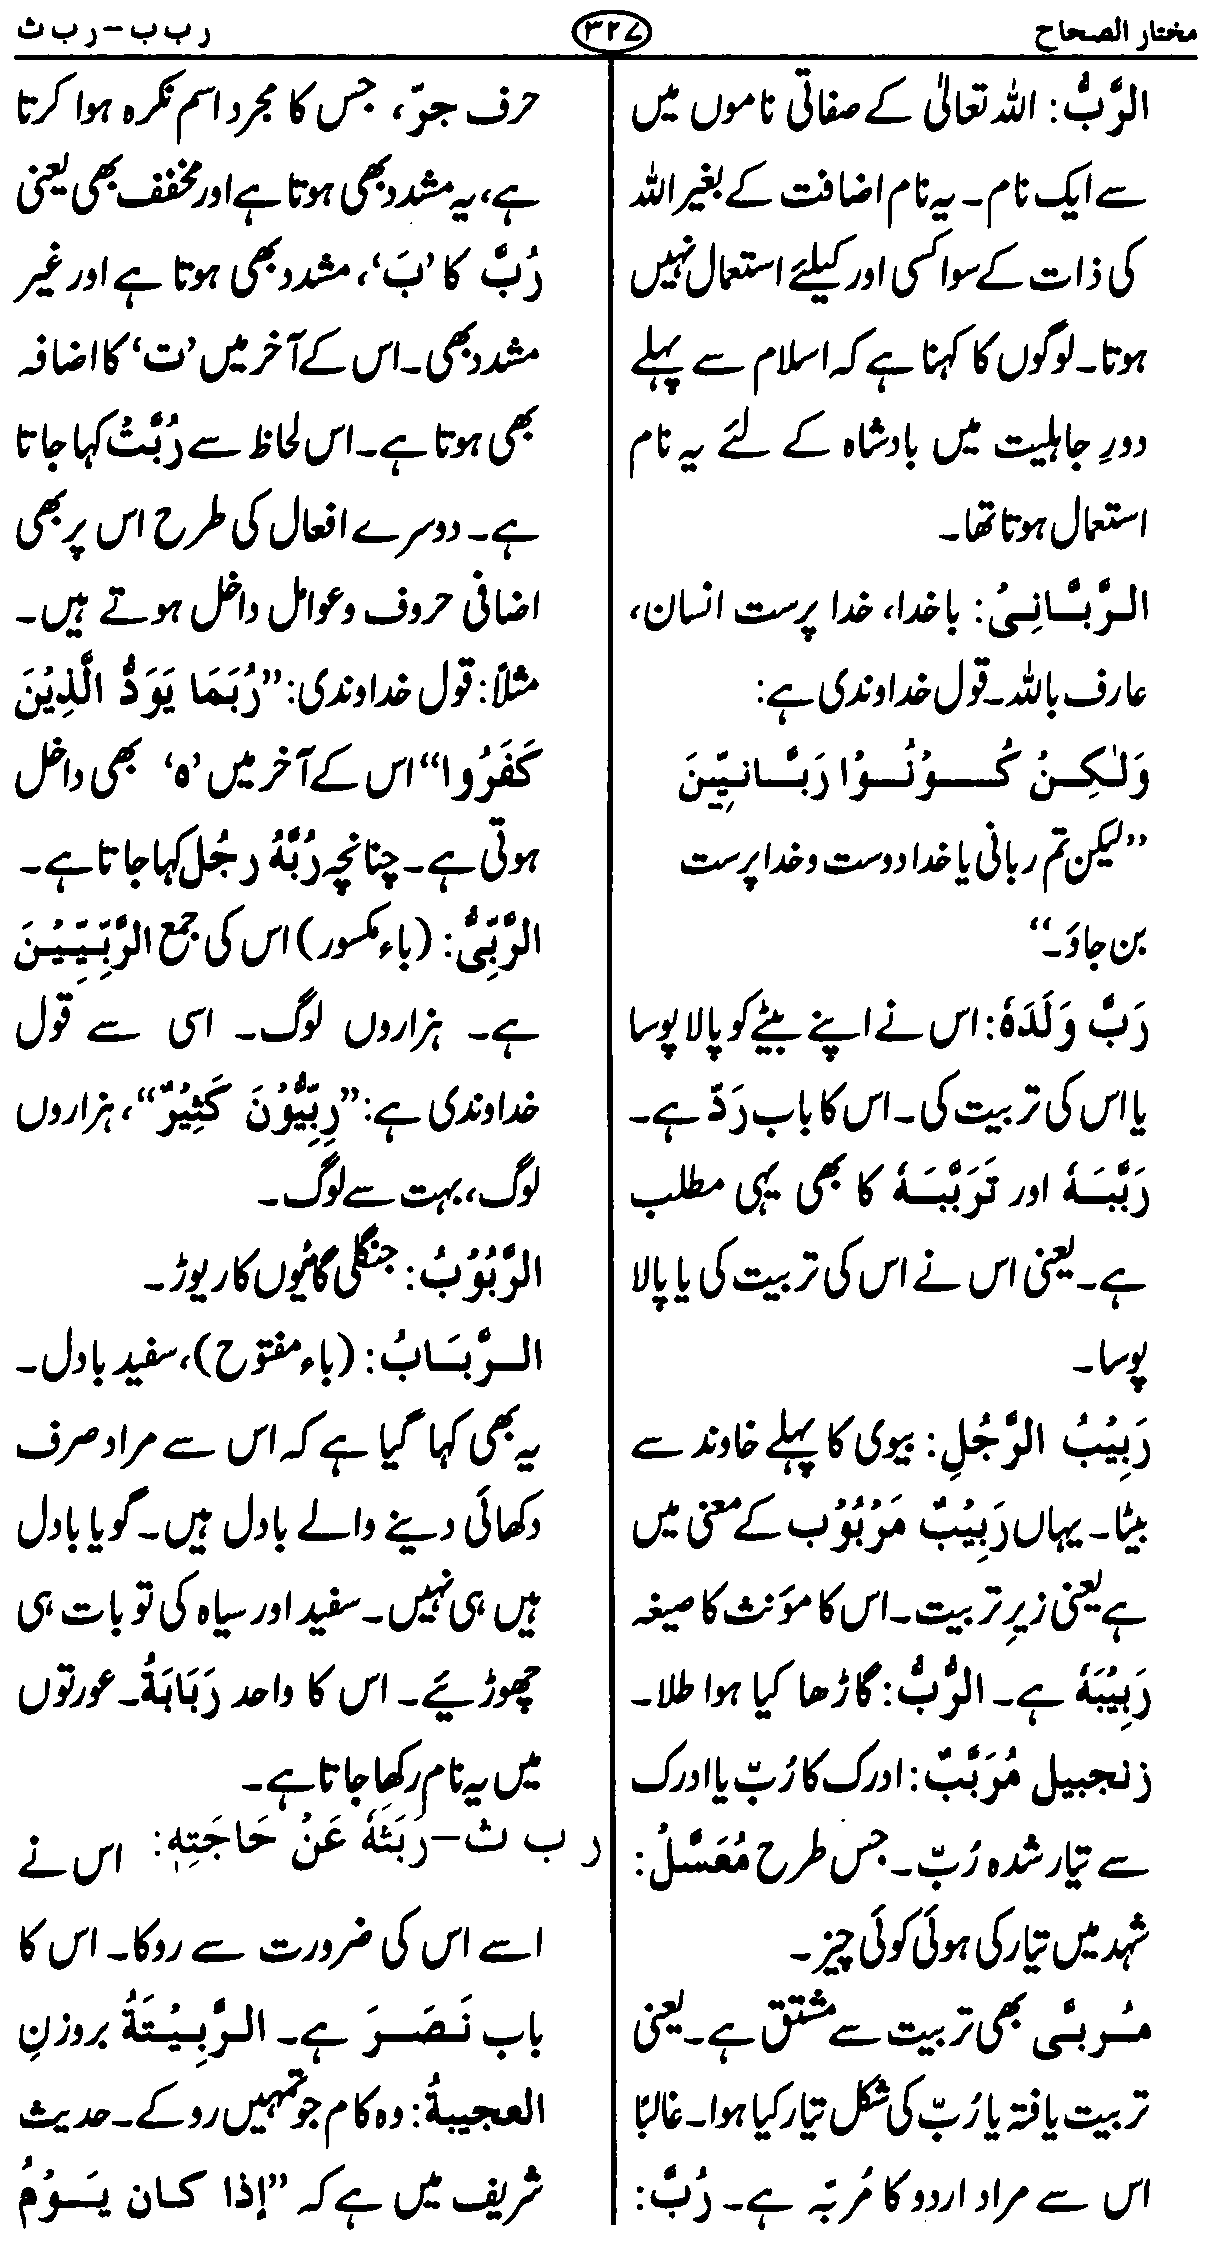 مختار الصحاح
۳۲۷
ر ب ب – ر ب ث
الرَّبُّ: اللہ تعالیٰ کے صفاتی ناموں میں
سے ایک نام۔ یہ نام اضافت کے بغیر اللہ
کی ذات کے سوا کسی اور کیلئے استعمال نہیں
ہوتا۔ لوگوں کا کہنا ہے کہ اسلام سے پہلے
دورِ جاہلیت میں بادشاہ کے لئے یہ نام
استعمال ہوتا تھا۔
الرَّبَّانِیُ: باخدا، خدا پرست انسان،
عارف باللہ۔ قول خداوندی ہے:
وَلٰکِنْ کُوْنُوْا رَبَّانیِّیْنَ
”لیکن تم ربانی یا خدا دوست و خدا پرست
بن جاؤ۔“
رَبَّ وَلَدَہٗ: اس نے اپنے بیٹے کو پالا پوسا
یا اس کی تربیت کی۔ اس کا باب رَدّ ہے۔
رَبَّبَہٗ اور تَرَبَّبَہٗ کا بھی یہی مطلب
ہے۔ یعنی اس نے اس کی تربیت کی یا پالا
پوسا۔
رَبِیْبُ الرَّجُلِ: بیوی کا پہلے خاوند سے
بیٹا۔ یہاں رَبِیْبٌ مَرْبُوْب کے معنی میں
ہے یعنی زیرِ تربیت۔ اس کا مؤنث کا صیغہ
رَبِیْبَہٗ ہے۔ الرُّبُّ: گاڑھا کیا ہوا طلا۔
زنجبیل مُرَبَّبٌ: ادرک کا رُبّ یا ادرک
سے تیار شدہ رُبّ۔ جس طرح مُعَسَّلُ:
شہد میں تیار کی ہوئی کوئی چیز۔
مُربیّٰ بھی تربیت سے مشتق ہے۔ یعنی
تربیت یافتہ یا رُبّ کی شکل تیار کیا ہوا۔ غالبًا
اس سے مراد اردو کا مُربّہ ہے۔ رُبَّ:
حرف جرّ، جس کا مجرد اسم نکرہ ہوا کرتا
ہے، یہ مشدد بھی ہوتا ہے اور مخفف بھی یعنی
رُبَّ کا ’بَ‘، مشدد بھی ہوتا ہے اور غیر
مشدد بھی۔ اس کے آخر میں ’ت‘ کا اضافہ
بھی ہوتا ہے۔ اس لحاظ سے رُبَّتُ کہا جاتا
ہے۔ دوسرے افعال کی طرح اس پر بھی
اضافی حروف و عوامل داخل ہوتے ہیں۔
مثلاً: قول خداوندی: ”رُبَمَا یَوَدُّ الَّذِیْنَ
کَفَرُوا“ اس کے آخر میں ’ہ‘ بھی داخل
ہوتی ہے۔ چنانچہ رُبَّہٗ رجُل کہا جاتا ہے۔
الرَّبِّیُّ: (باء مکسور) اس کی جمع الرَّبِّیِّیْنَ
ہے۔ ہزاروں لوگ۔ اسی سے قول
خداوندی ہے: ”رِبِّیُّوْنَ کَثِیْرٌ“، ہزاروں
لوگ، بہت سے لوگ۔
الرَّبُوْبُ: جنگلی گائیوں کا ریوڑ۔
الرَّبَابُ: (باء مفتوح)، سفید بادل۔
یہ بھی کہا گیا ہے کہ اس سے مراد صرف
دکھائی دینے والے بادل ہیں۔ گویا بادل
ہیں ہی نہیں۔ سفید اور سیاہ کی تو بات ہی
چھوڑیئے۔ اس کا واحد رَبَابَۃُ۔ عورتوں
میں یہ نام رکھا جاتا ہے۔
ر ب ث – رَبَثَہٗ عَنْ حَاجَتِہٖ: اس نے
اسے اس کی ضرورت سے روکا۔ اس کا
باب نَصَرَ ہے۔ الرَّبِیْثَۃُ بروزنِ
العجیبۃُ: وہ کام جو تمہیں روکے۔ حدیث
شریف میں ہے کہ ”إذا کان یَوْمُ